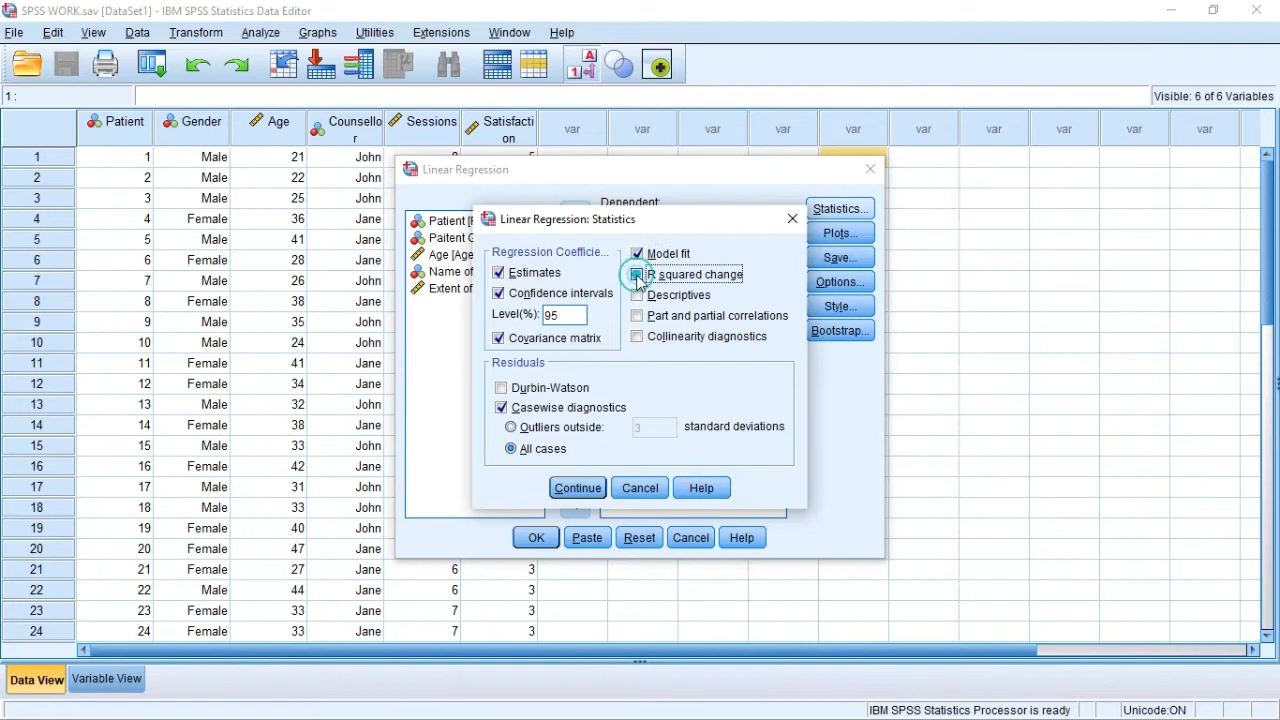 SPSS WORK.sav [DataSet1] - IBM SPSS Statistics Data Editor
File Edit View Data Transform Analyze Graphs Utilities Extensions Window Help
1 : Visible: 6 of 6 Variables
Patient Gender Age Counsello r Sessions Satisfacti on var var var var var var var var var var
1 1 Male 21 John
2 2 Male 22 John
3 3 Male 25 John
4 4 Female 36 Jane
5 5 Male 41 Jane
6 6 Female 28 Jane
7 7 Male 26 John
8 8 Female 38 Jane
9 9 Male 33 John
10 10 Male 24 John
11 11 Female 41 Jane
12 12 Female 34 Jane
13 13 Male 32 John
14 14 Female 38 Jane
15 15 Male 33 John
16 16 Female 42 Jane
17 17 Male 31 John
18 18 Male 33 John
19 19 Female 40 John
20 20 Female 47 Jane
21 21 Female 27 Jane 6 3
22 22 Male 44 Jane 6 3
23 23 Female 33 Jane 7 3
24 24 Female 33 Jane 7 3
Linear Regression
Dependent:
Patient [
Paitent G
Age [Age
Name of
Extent of
Statistics...
Plots...
Save...
Options...
Style...
Bootstrap...
Linear Regression: Statistics
Regression Coefficie...
Estimates
Confidence intervals
Level(%): 95
Covariance matrix
Model fit
R squared change
Descriptives
Part and partial correlations
Collinearity diagnostics
Residuals
Durbin-Watson
Casewise diagnostics
Outliers outside: 3 standard deviations
All cases
Continue Cancel Help
OK Paste Reset Cancel Help
Data View Variable View
IBM SPSS Statistics Processor is ready Unicode:ON